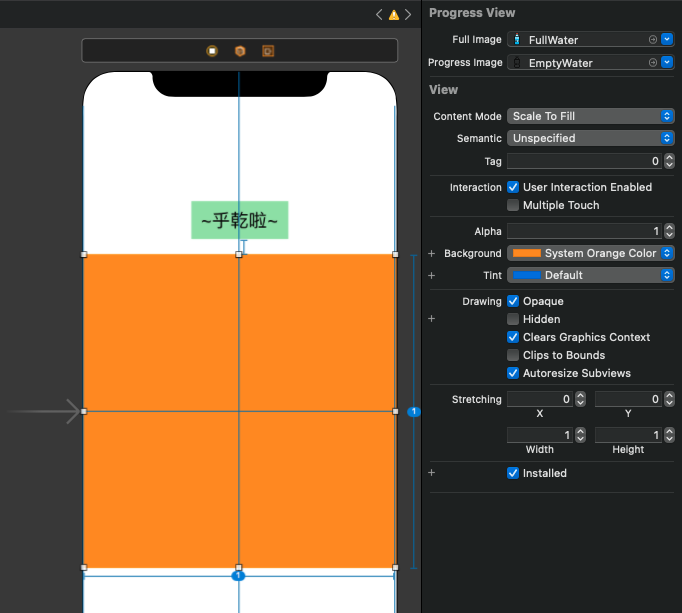 Progress View
Full Image FullWater
Progress Image EmptyWater
View
Content Mode Scale To Fill
Semantic Unspecified
Tag 0
Interaction User Interaction Enabled
Multiple Touch
Alpha 1
+ Background System Orange Color
+ Tint Default
Drawing Opaque
+ Hidden
Clears Graphics Context
Clips to Bounds
Autoresize Subviews
Stretching 0 0
X Y
1 1
Width Height
+ Installed
~乎乾啦~
1
1